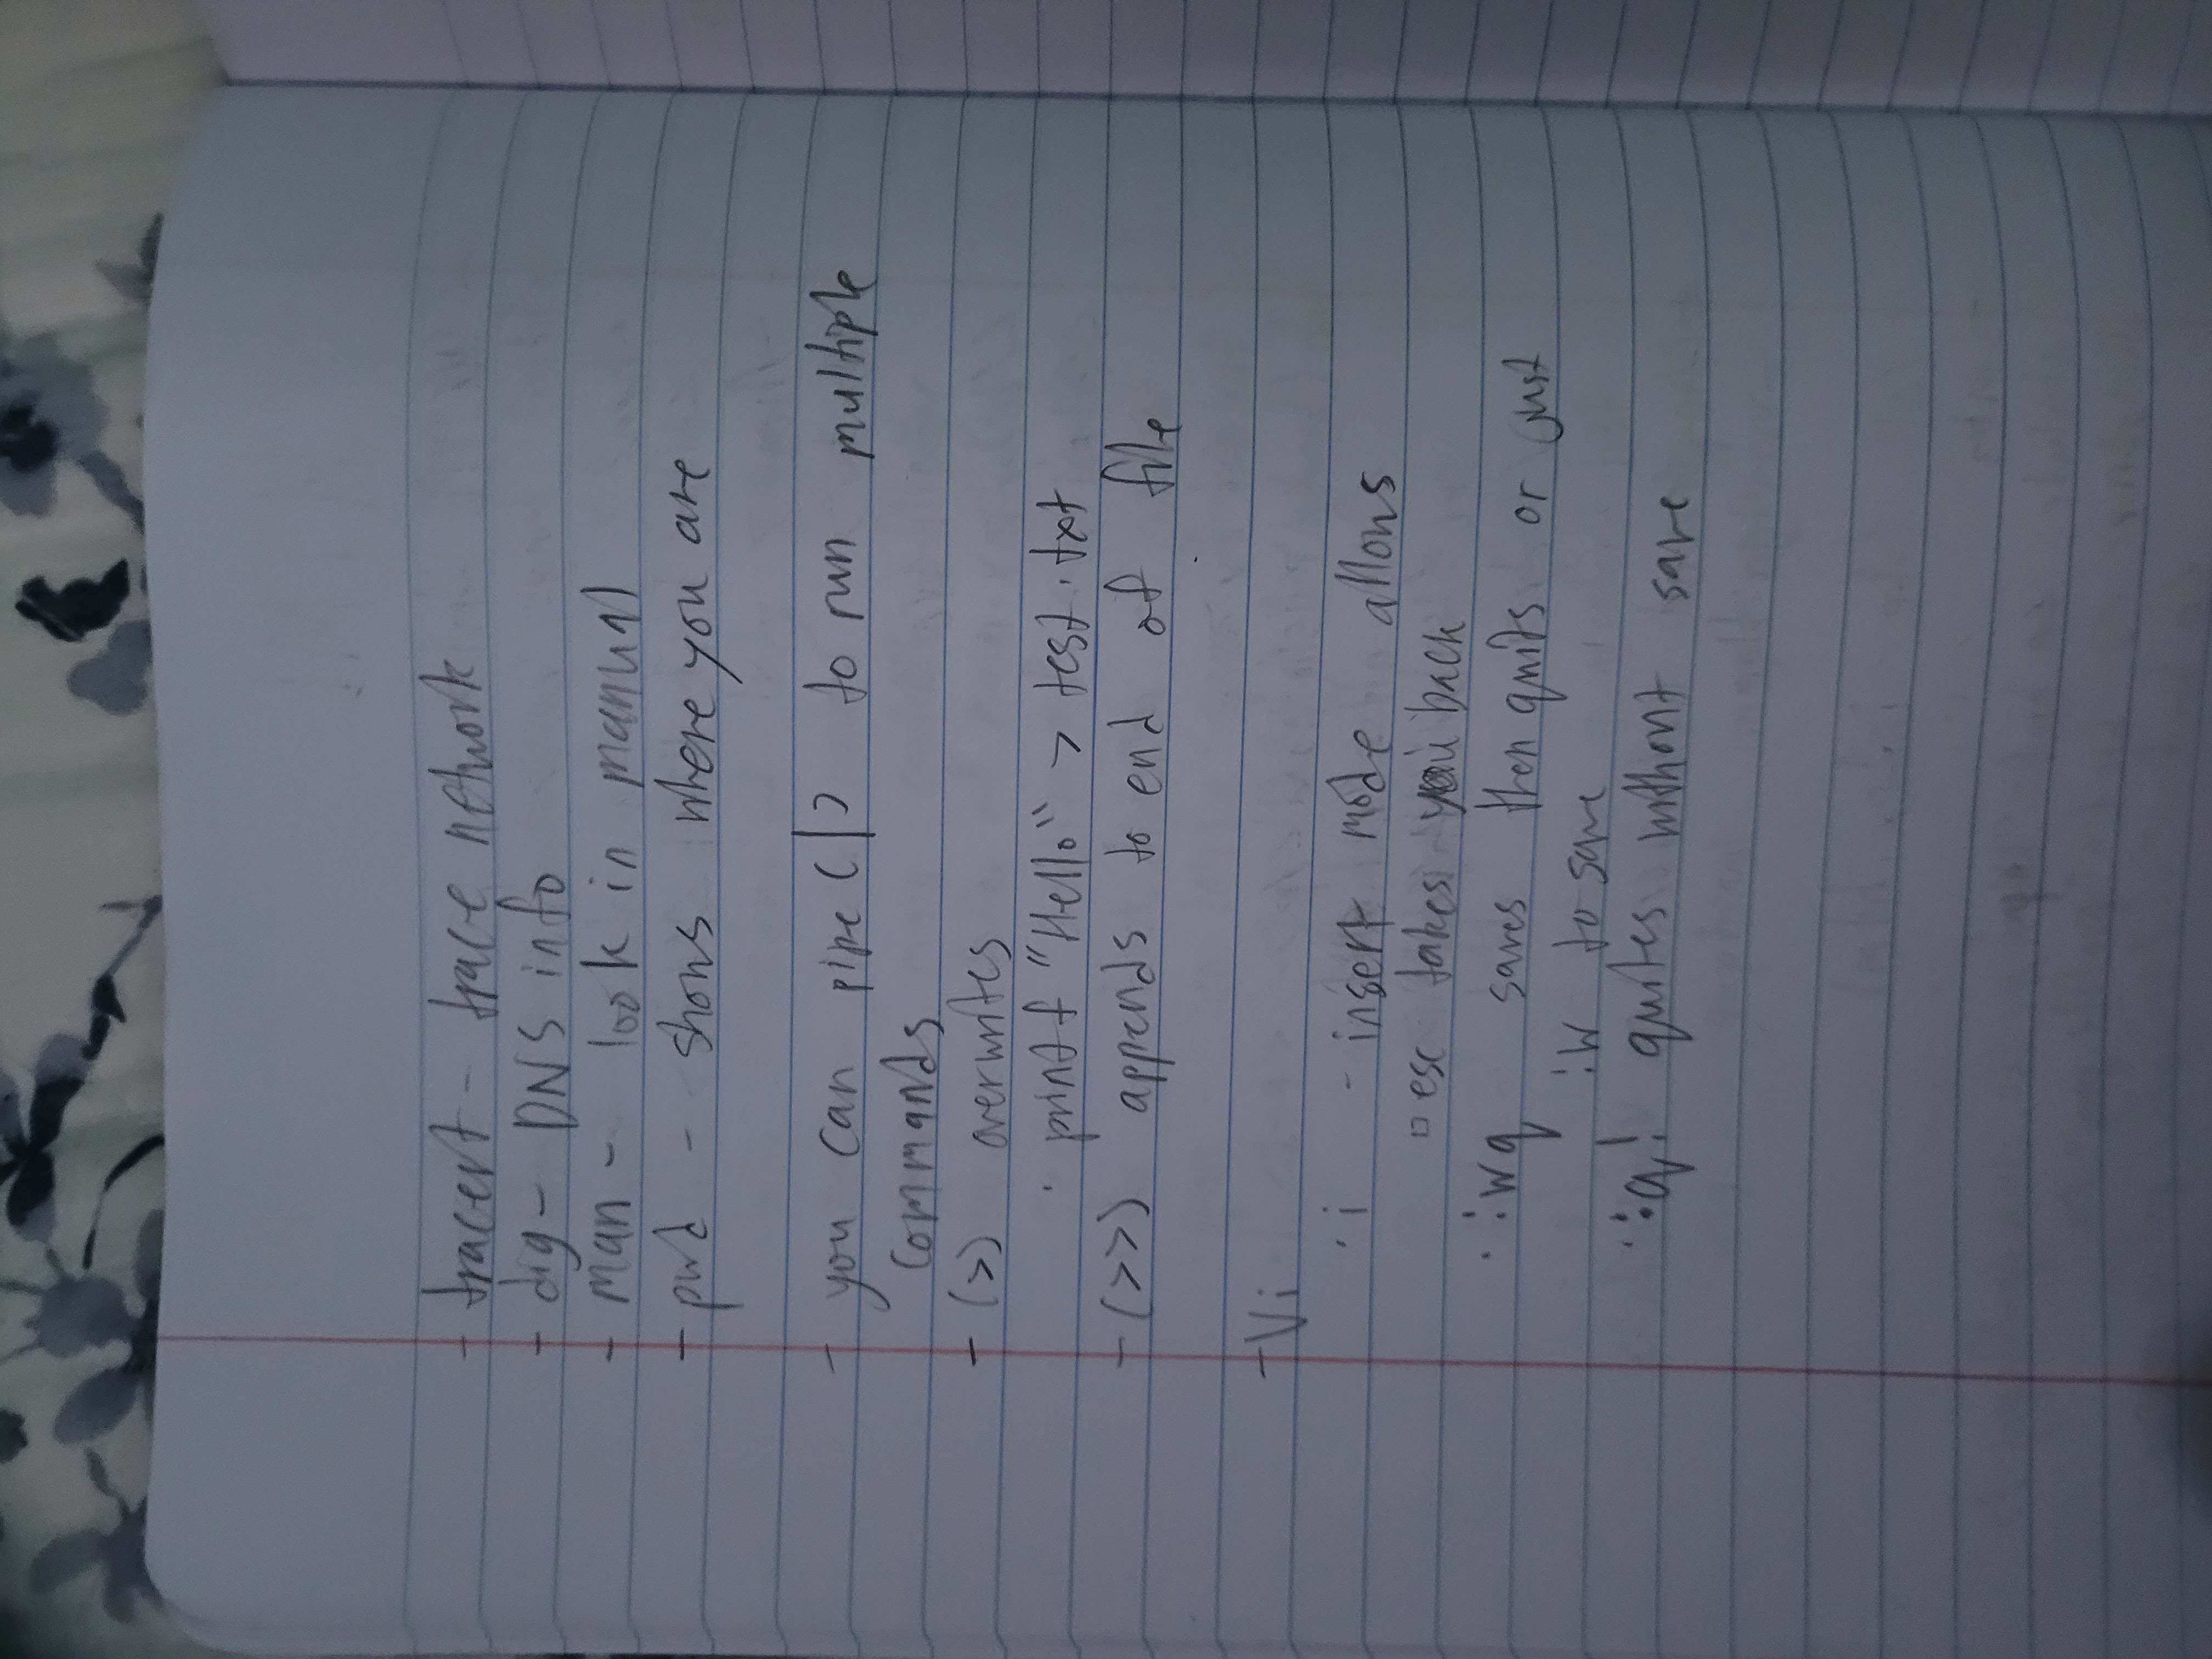 - tracert - trace network
- dig - DNS info
- man - look in manual
- pwd - shows where you are
- you can pipe (|) to run multiple
commands
- (>) overwrites
· printf "Hello" > test.txt
- (>>) appends to end of file
- Vi
· i - insert mode allows
▫ esc takes you back
· :wq saves then quits or just
:w to save
· :q! quites without save